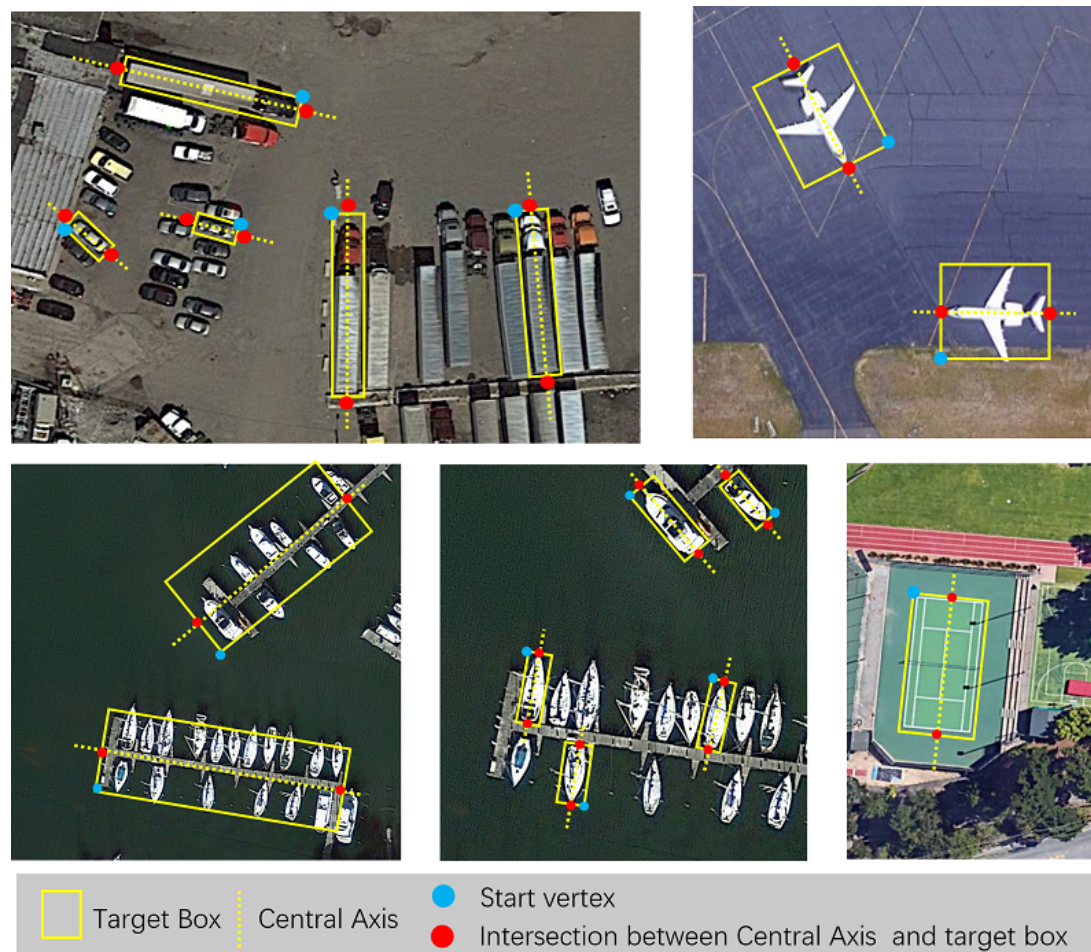 Target Box
Central Axis
Start vertex
Intersection between Central Axis and target box